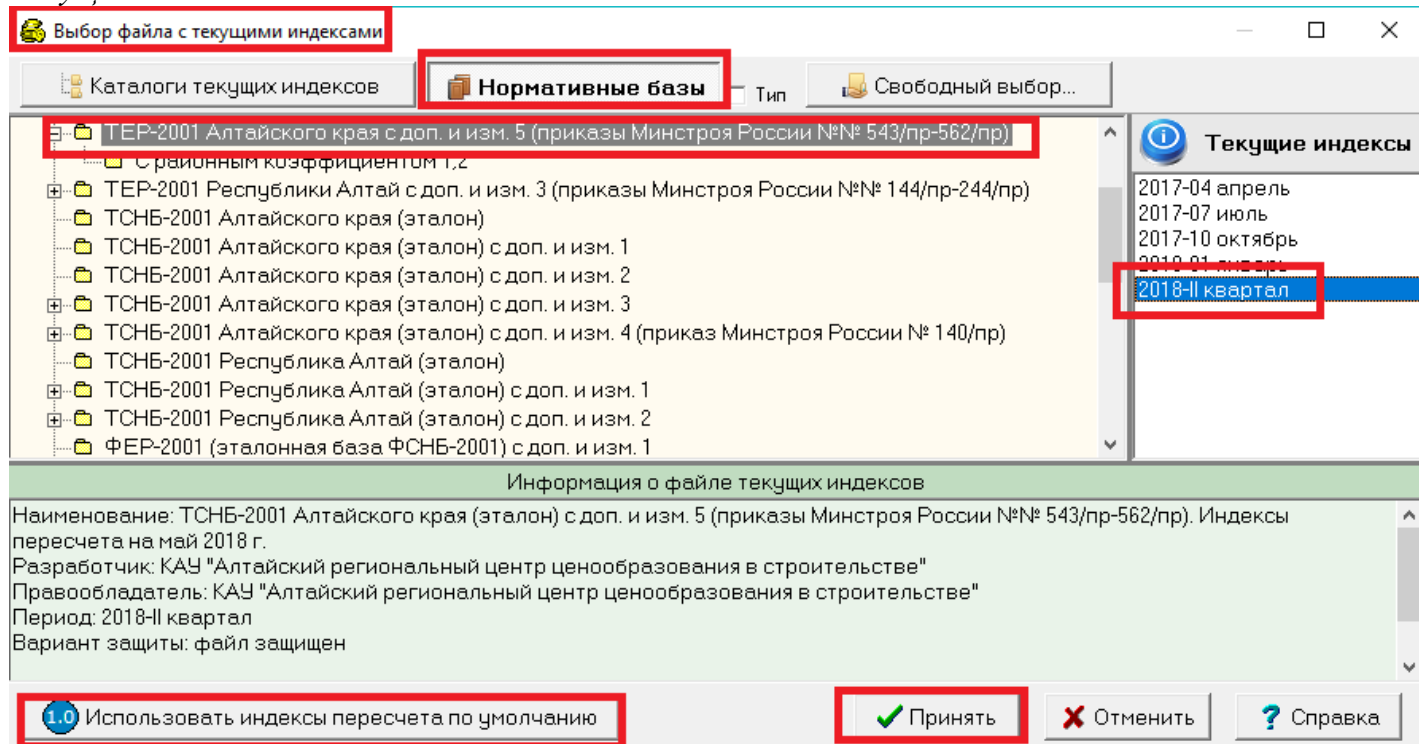 Выбор файла с текущими индексами
Каталоги текущих индексов
Нормативные базы
Тип
Свободный выбор...
ТЕР-2001 Алтайского края с доп. и изм. 5 (приказы Минстроя России №№ 543/пр-562/пр)
С районным коэффициентом 1,2
ТЕР-2001 Республики Алтай с доп. и изм. 3 (приказы Минстроя России №№ 144/пр-244/пр)
ТСНБ-2001 Алтайского края (эталон)
ТСНБ-2001 Алтайского края (эталон) с доп. и изм. 1
ТСНБ-2001 Алтайского края (эталон) с доп. и изм. 2
ТСНБ-2001 Алтайского края (эталон) с доп. и изм. 3
ТСНБ-2001 Алтайского края (эталон) с доп. и изм. 4 (приказ Минстроя России № 140/пр)
ТСНБ-2001 Республика Алтай (эталон)
ТСНБ-2001 Республика Алтай (эталон) с доп. и изм. 1
ТСНБ-2001 Республика Алтай (эталон) с доп. и изм. 2
ФЕР-2001 (эталонная база ФСНБ-2001) с доп. и изм. 1
Текущие индексы
2017-04 апрель
2017-07 июль
2017-10 октябрь
2018-01 январь
2018-II квартал
Информация о файле текущих индексов
Наименование: ТСНБ-2001 Алтайского края (эталон) с доп. и изм. 5 (приказы Минстроя России №№ 543/пр-562/пр). Индексы
пересчета на май 2018 г.
Разработчик: КАУ "Алтайский региональный центр ценообразования в строительстве"
Правообладатель: КАУ "Алтайский региональный центр ценообразования в строительстве"
Период: 2018-II квартал
Вариант защиты: файл защищен
1.0 Использовать индексы пересчета по умолчанию
Принять
Отменить
Справка